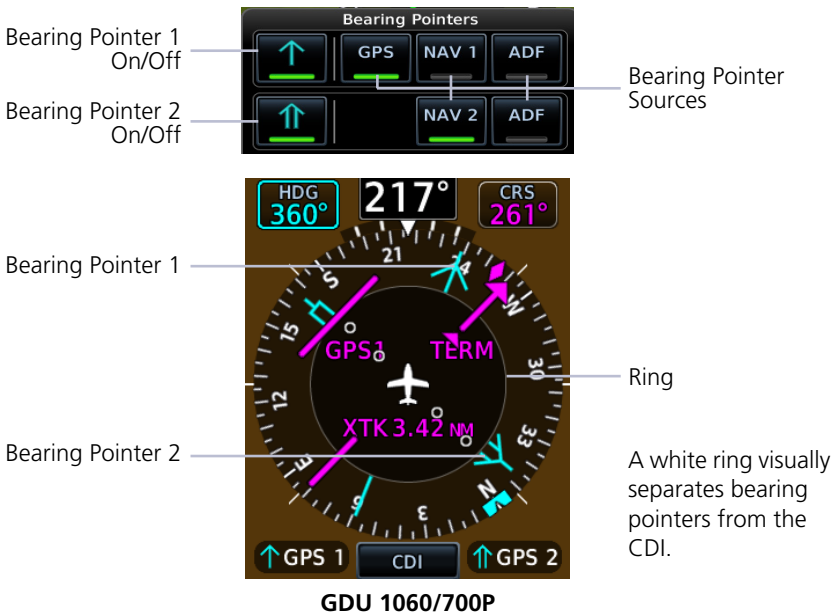 Bearing Pointers
Bearing Pointer 1
On/Off
GPS
NAV 1
ADF
Bearing Pointer
Sources
Bearing Pointer 2
On/Off
NAV 2
ADF
HDG
360°
217°
CRS
261°
Bearing Pointer 1
21
24
S
W
15
GPS1
TERM
30
Ring
12
XTK 3.42 NM
33
Bearing Pointer 2
E
N
6
3
A white ring visually
separates bearing
pointers from the
CDI.
GPS 1
CDI
GPS 2
GDU 1060/700P